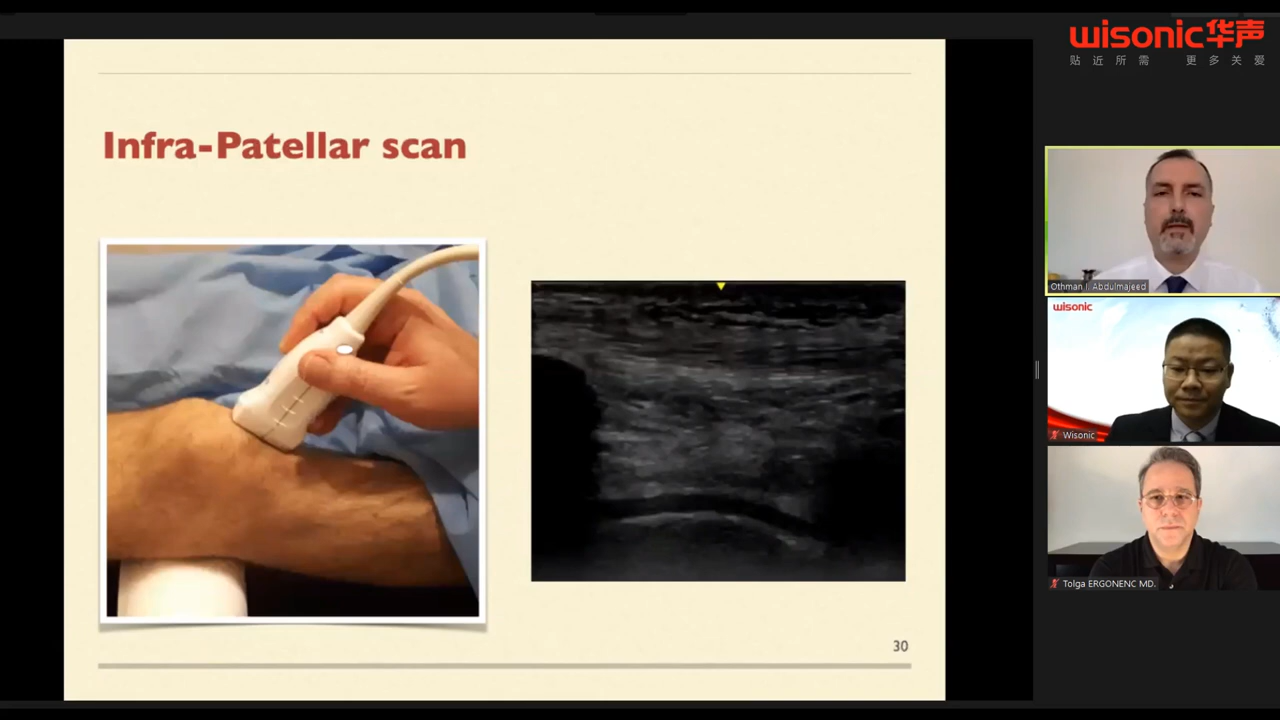 Infra-Patellar scan
30
wisonic华声
贴近所需 更多关爱
Othman I. Abdulmajeed
wisonic
Wisonic
Tolga ERGONENC MD.